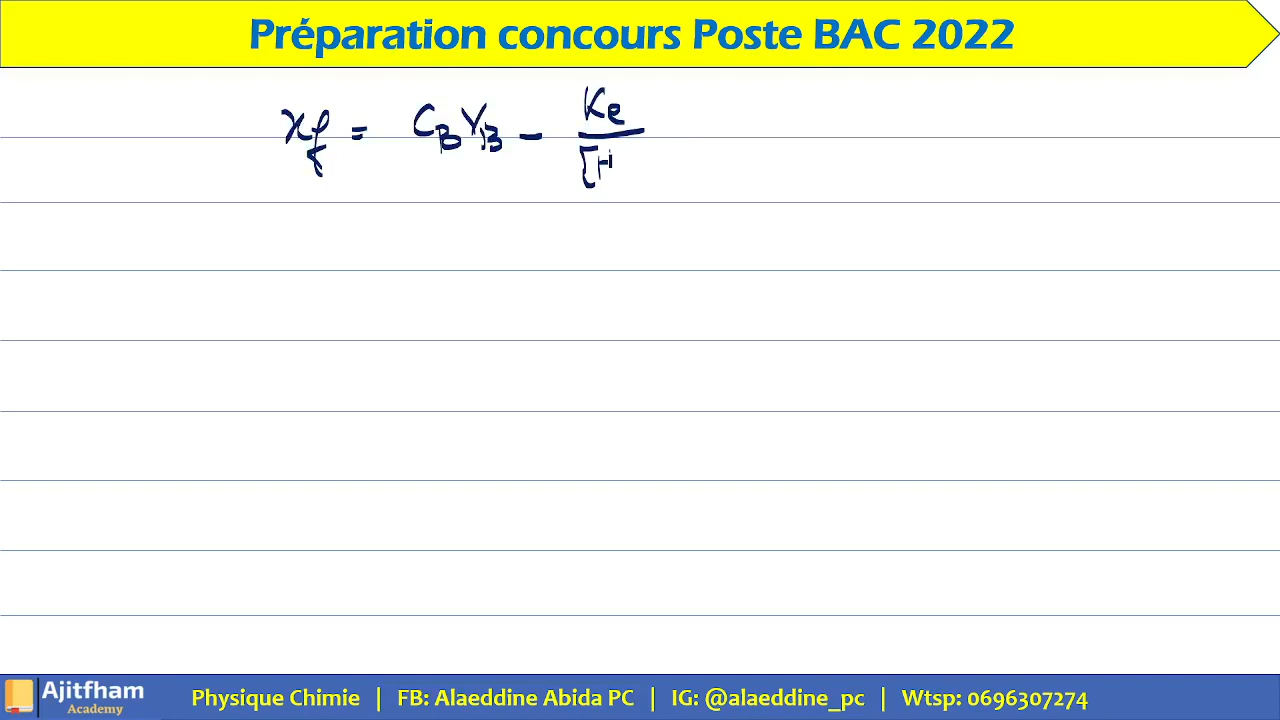 Préparation concours Poste BAC 2022
xf = CBVB - Ke
[H
Ajitfham
Academy
Physique Chimie | FB: Alaeddine Abida PC | IG: @alaeddine_pc | Wtsp: 0696307274